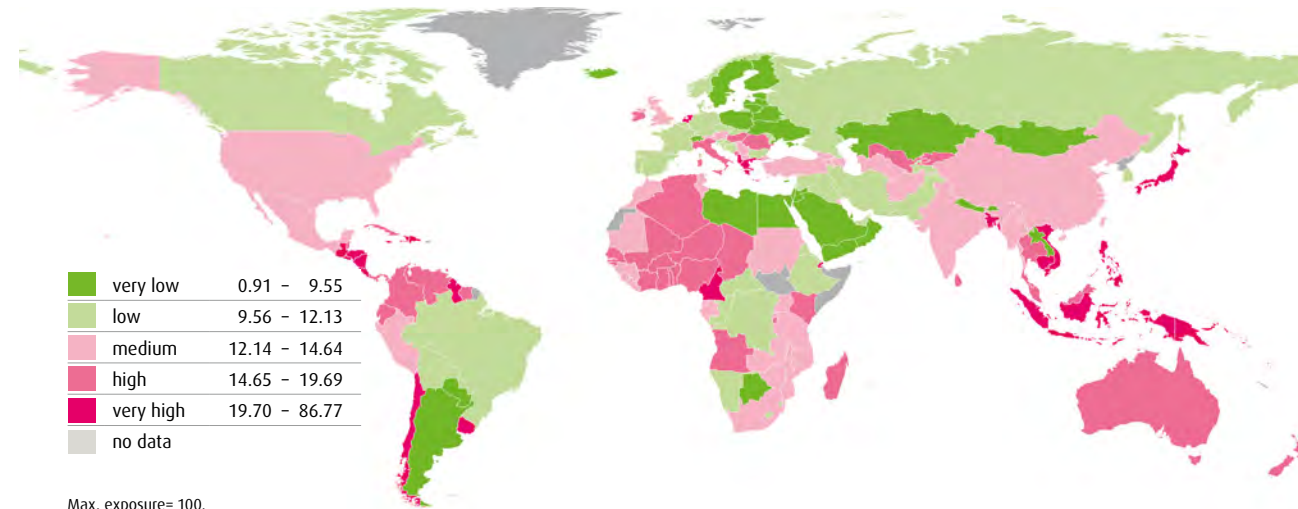 very low 0.91 – 9.55
low 9.56 – 12.13
medium 12.14 – 14.64
high 14.65 – 19.69
very high 19.70 – 86.77
no data
Max. exposure= 100,